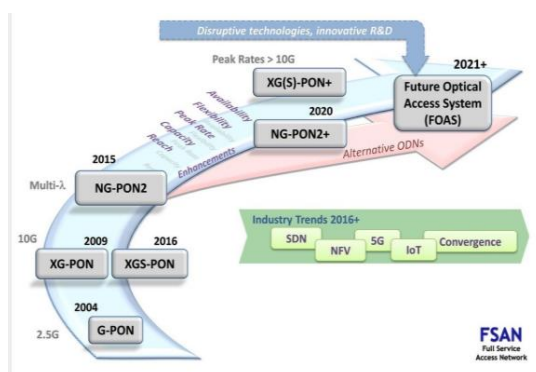 Disruptive technologies, innovative R&D
Peak Rates > 10G
2021+
XG(S)-PON+
Future Optical
Access System
(FOAS)
Availability
Flexibility
Peak Rate
Capacity
Reach
Enhancements
2020
NG-PON2+
Alternative ODNs
2015
Multi-λ
NG-PON2
Industry Trends 2016+
SDN
NFV
5G
IoT
Convergence
10G
2009
2016
XG-PON
XGS-PON
2004
G-PON
2.5G
FSAN
Full Service
Access Network